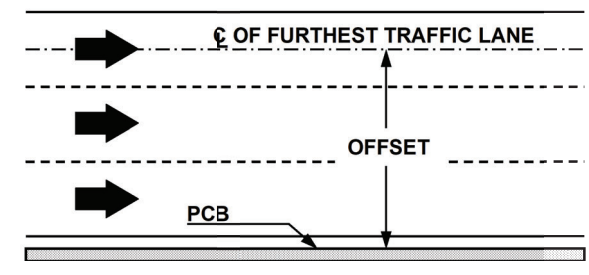 ℄ OF FURTHEST TRAFFIC LANE
OFFSET
PCB